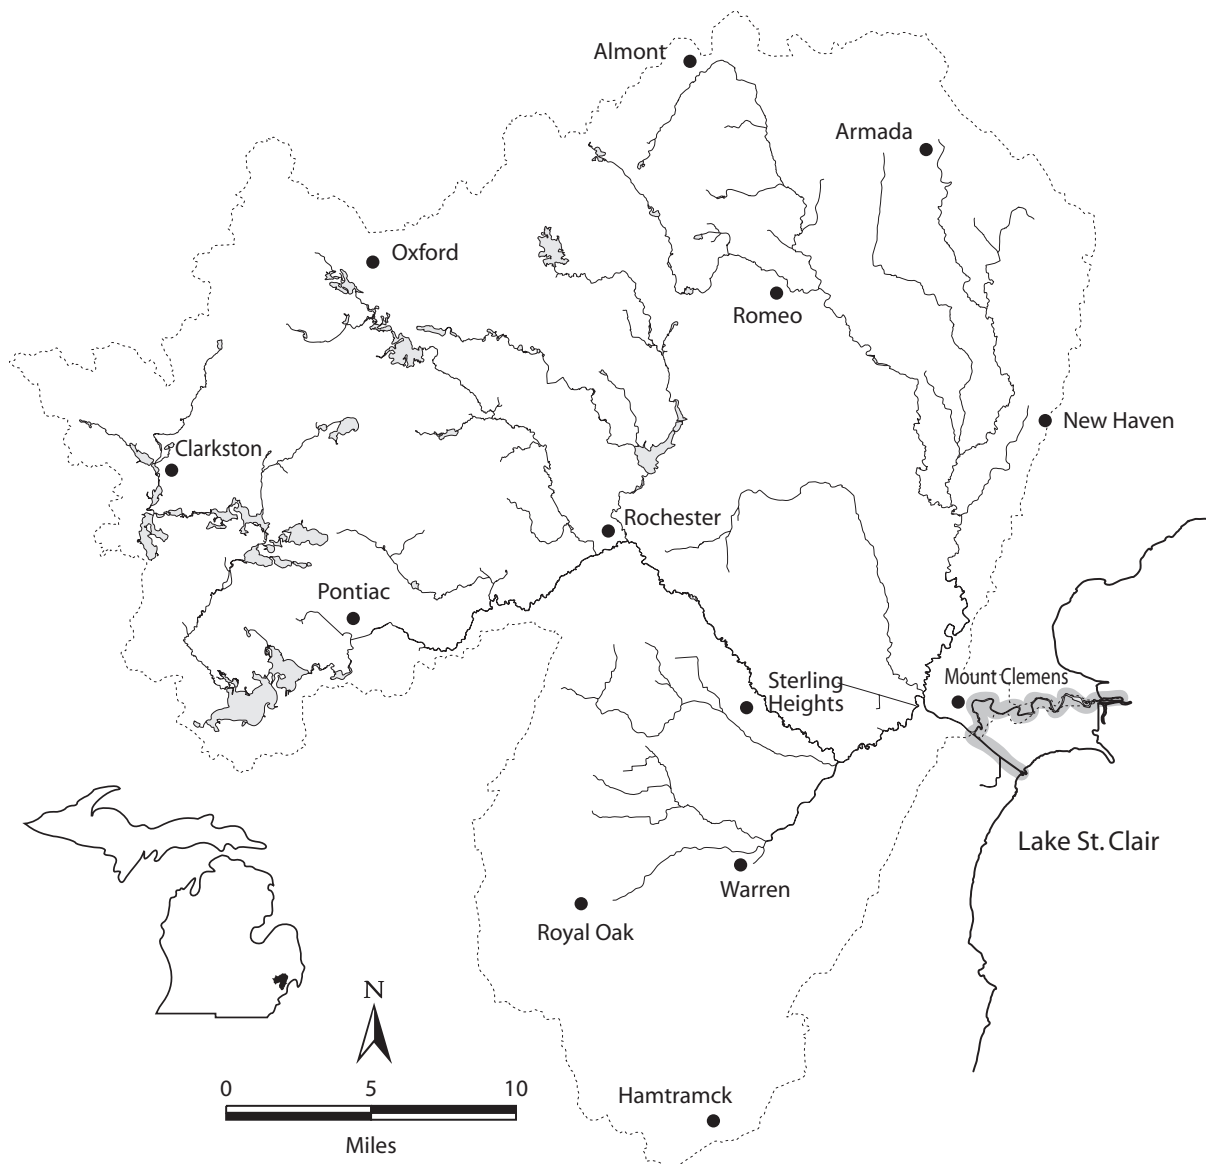 Almont
Armada
Oxford
Romeo
New Haven
Clarkston
Rochester
Pontiac
Mount Clemens
Sterling
Heights
Lake St. Clair
Warren
Royal Oak
N
0 5 10
Miles
Hamtramck